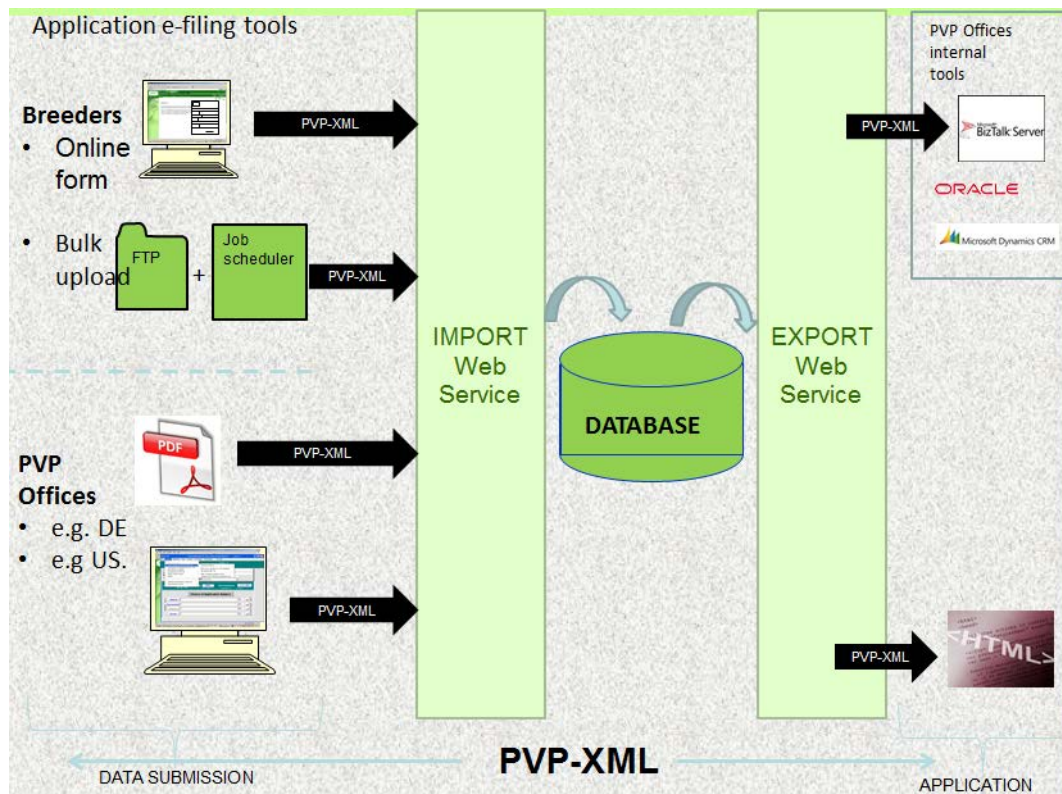 Application e-filing tools
Breeders
• Online
form
PVP-XML
• Bulk
upload
FTP
+
Job
scheduler
PVP-XML
PVP
Offices
• e.g. DE
• e.g US.
PDF
PVP-XML
PVP-XML
IMPORT
Web
Service
DATABASE
EXPORT
Web
Service
PVP Offices
internal
tools
PVP-XML
Microsoft
BizTalk Server
ORACLE
Microsoft Dynamics CRM
PVP-XML
<HTML>
DATA SUBMISSION
PVP-XML
APPLICATION